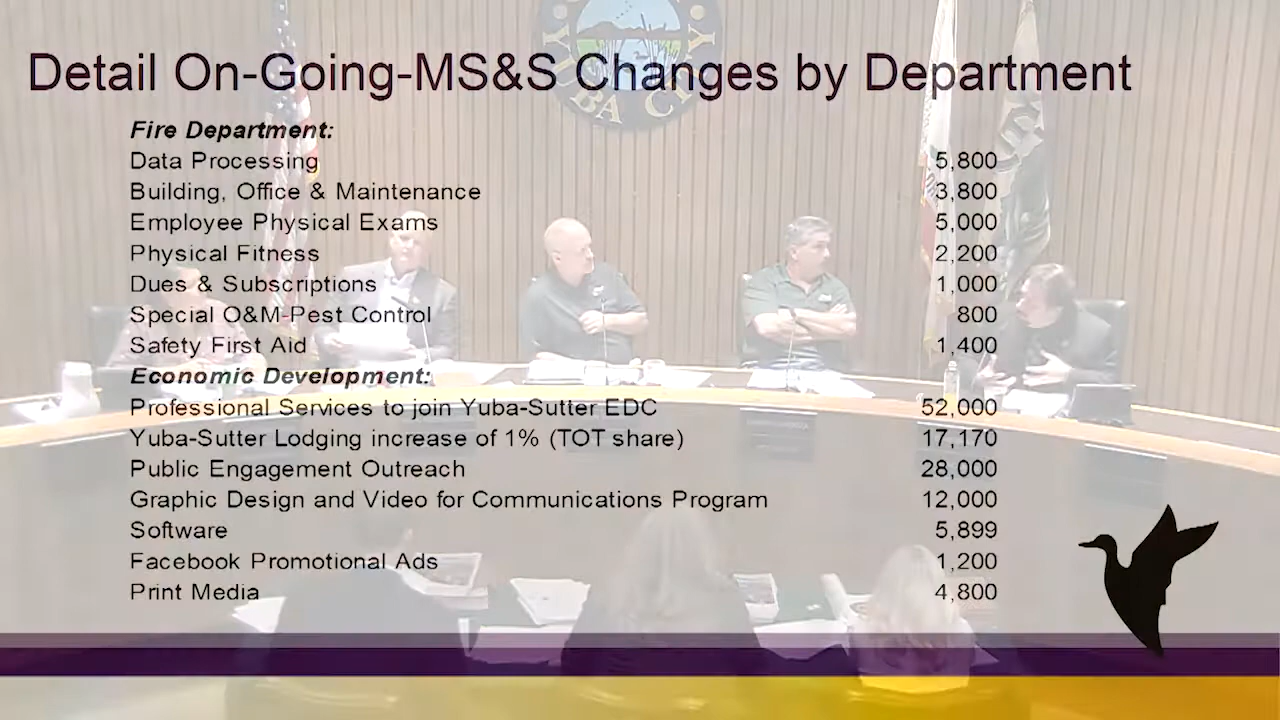 Detail On-Going-MS&S Changes by Department
Fire Department:
Data Processing 5,800
Building, Office & Maintenance 3,800
Employee Physical Exams 5,000
Physical Fitness 2,200
Dues & Subscriptions 1,000
Special O&M-Pest Control 800
Safety First Aid 1,400
Economic Development:
Professional Services to join Yuba-Sutter EDC 52,000
Yuba-Sutter Lodging increase of 1% (TOT share) 17,170
Public Engagement Outreach 28,000
Graphic Design and Video for Communications Program 12,000
Software 5,899
Facebook Promotional Ads 1,200
Print Media 4,800